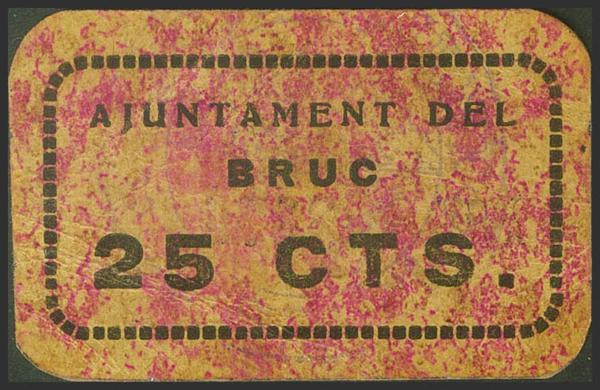 AJUNTAMENT DEL
BRUC
25 CTS.